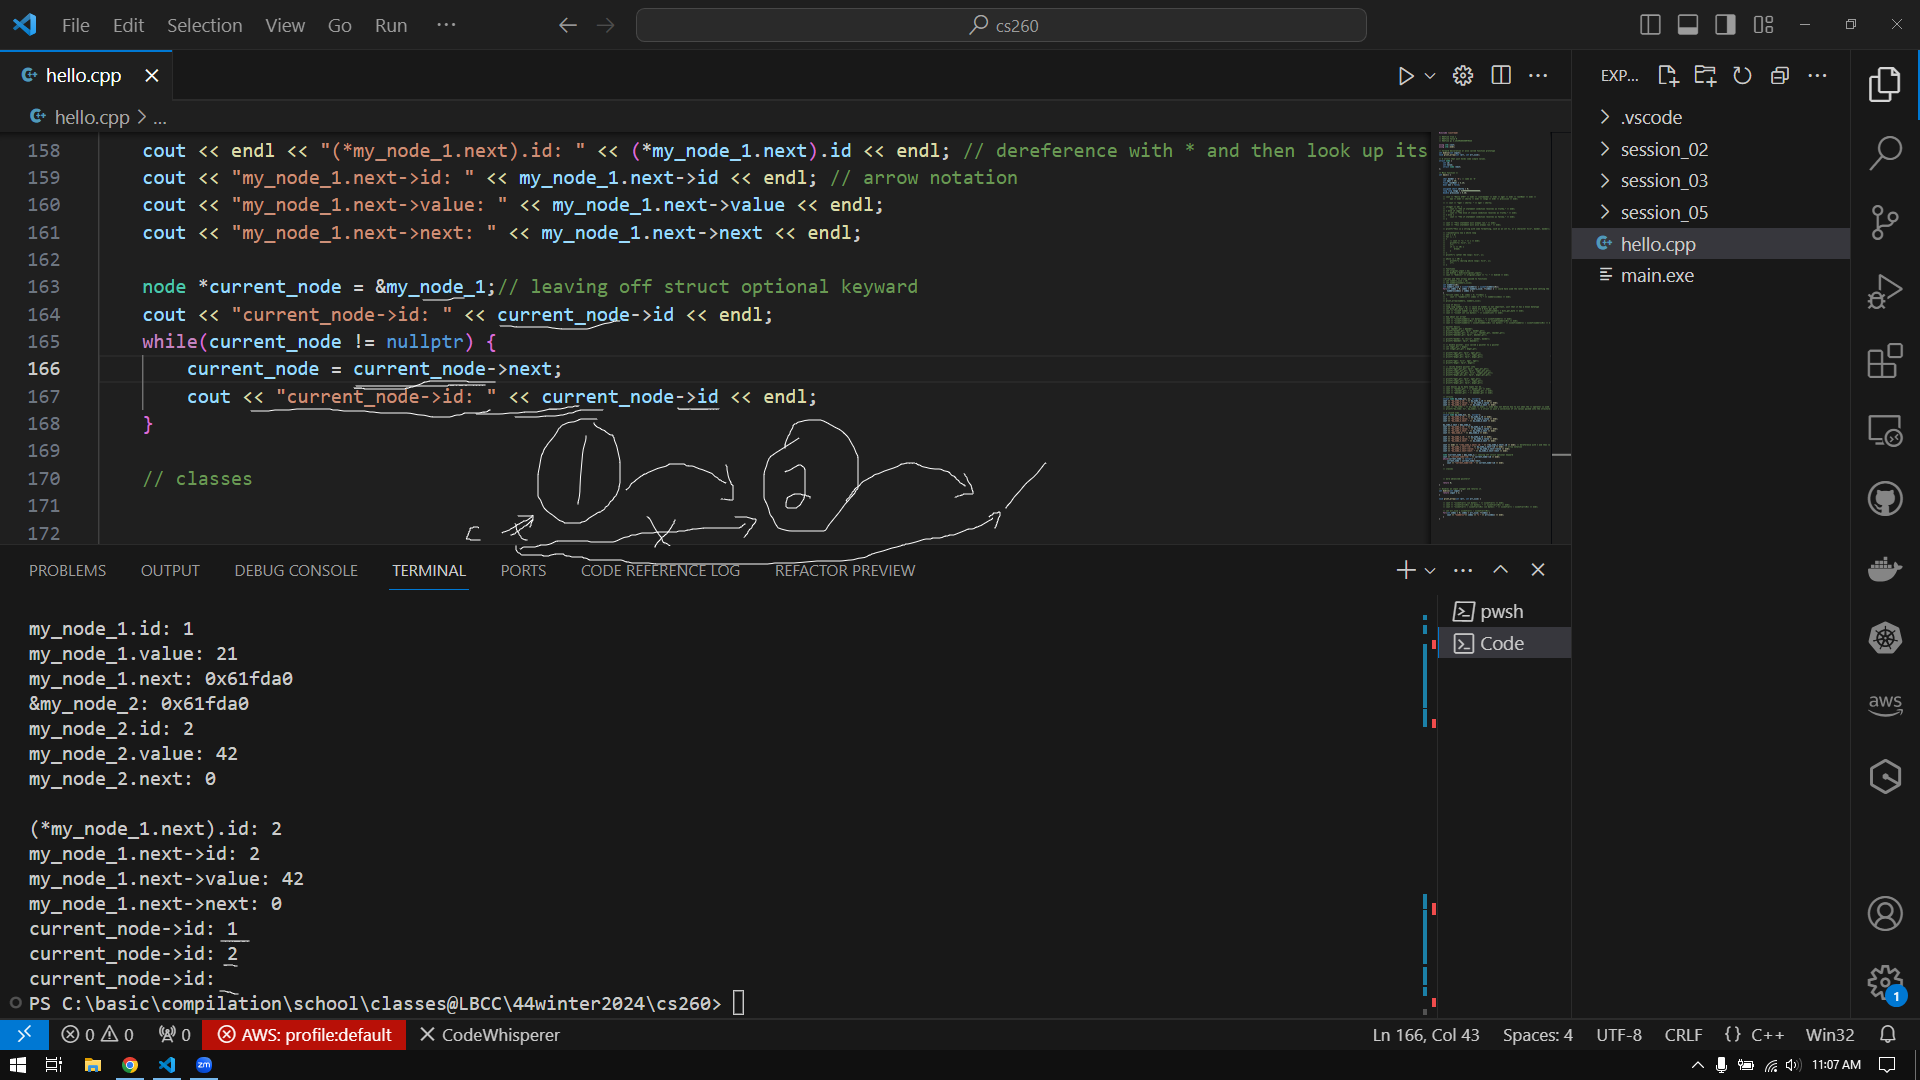 File Edit Selection View Go Run ··· cs260
hello.cpp
EXP...
hello.cpp > ...
158 cout << endl << "(*my_node_1.next).id: " << (*my_node_1.next).id << endl; // dereference with * and then look up its
159 cout << "my_node_1.next->id: " << my_node_1.next->id << endl; // arrow notation
160 cout << "my_node_1.next->value: " << my_node_1.next->value << endl;
161 cout << "my_node_1.next->next: " << my_node_1.next->next << endl;
162
163 node *current_node = &my_node_1;// leaving off struct optional keyward
164 cout << "current_node->id: " << current_node->id << endl;
165 while(current_node != nullptr) {
166 current_node = current_node->next;
167 cout << "current_node->id: " << current_node->id << endl;
168 }
169
170 // classes
171
172
1
2
c
.vscode
session_02
session_03
session_05
hello.cpp
main.exe
PROBLEMS OUTPUT DEBUG CONSOLE TERMINAL PORTS CODE REFERENCE LOG REFACTOR PREVIEW
pwsh
Code
my_node_1.id: 1
my_node_1.value: 21
my_node_1.next: 0x61fda0
&my_node_2: 0x61fda0
my_node_2.id: 2
my_node_2.value: 42
my_node_2.next: 0
(*my_node_1.next).id: 2
my_node_1.next->id: 2
my_node_1.next->value: 42
my_node_1.next->next: 0
current_node->id: 1
current_node->id: 2
current_node->id:
PS C:\basic\compilation\school\classes@LBCC\44winter2024\cs260>
aws
1
0 0 0 AWS: profile:default CodeWhisperer Ln 166, Col 43 Spaces: 4 UTF-8 CRLF {} C++ Win32
zm
11:07 AM